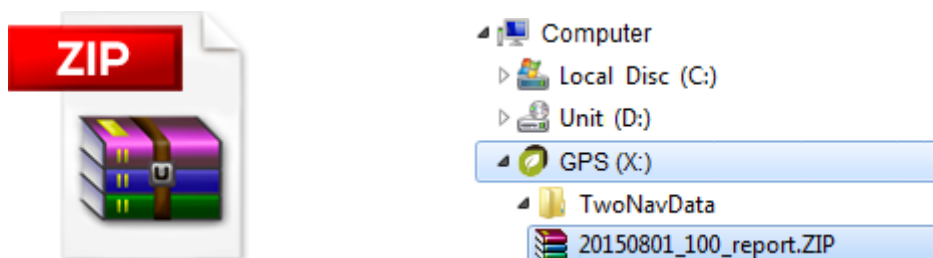 ZIP
Computer
Local Disc (C:)
Unit (D:)
GPS (X:)
TwoNavData
20150801_100_report.ZIP